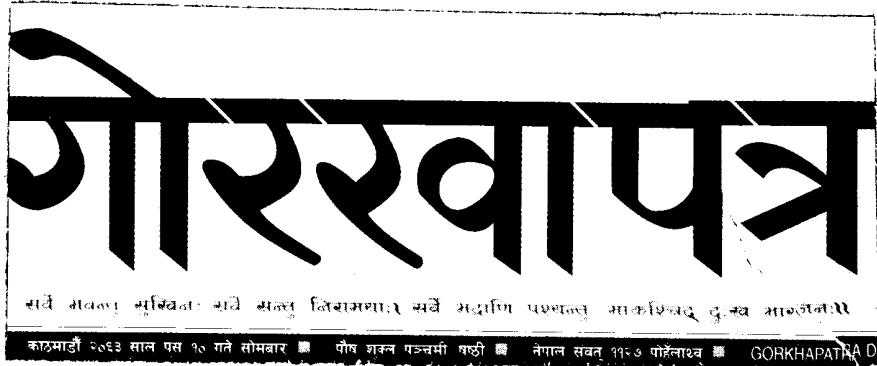 गोरखापत्र
सर्वे भवन्तु सुखिनः सर्वे सन्तु निरामयाः। सर्वे भद्राणि पश्यन्तु माकश्चिद् दुःख भाग्जनः॥
काठमाडौं २०६३ साल पुस १० गते सोमबार ■ पौष शुक्ल पञ्चमी षष्ठी ■ नेपाल संवत् ११२७ पोहेँलाथ्व ■ GORKHAPATRA D